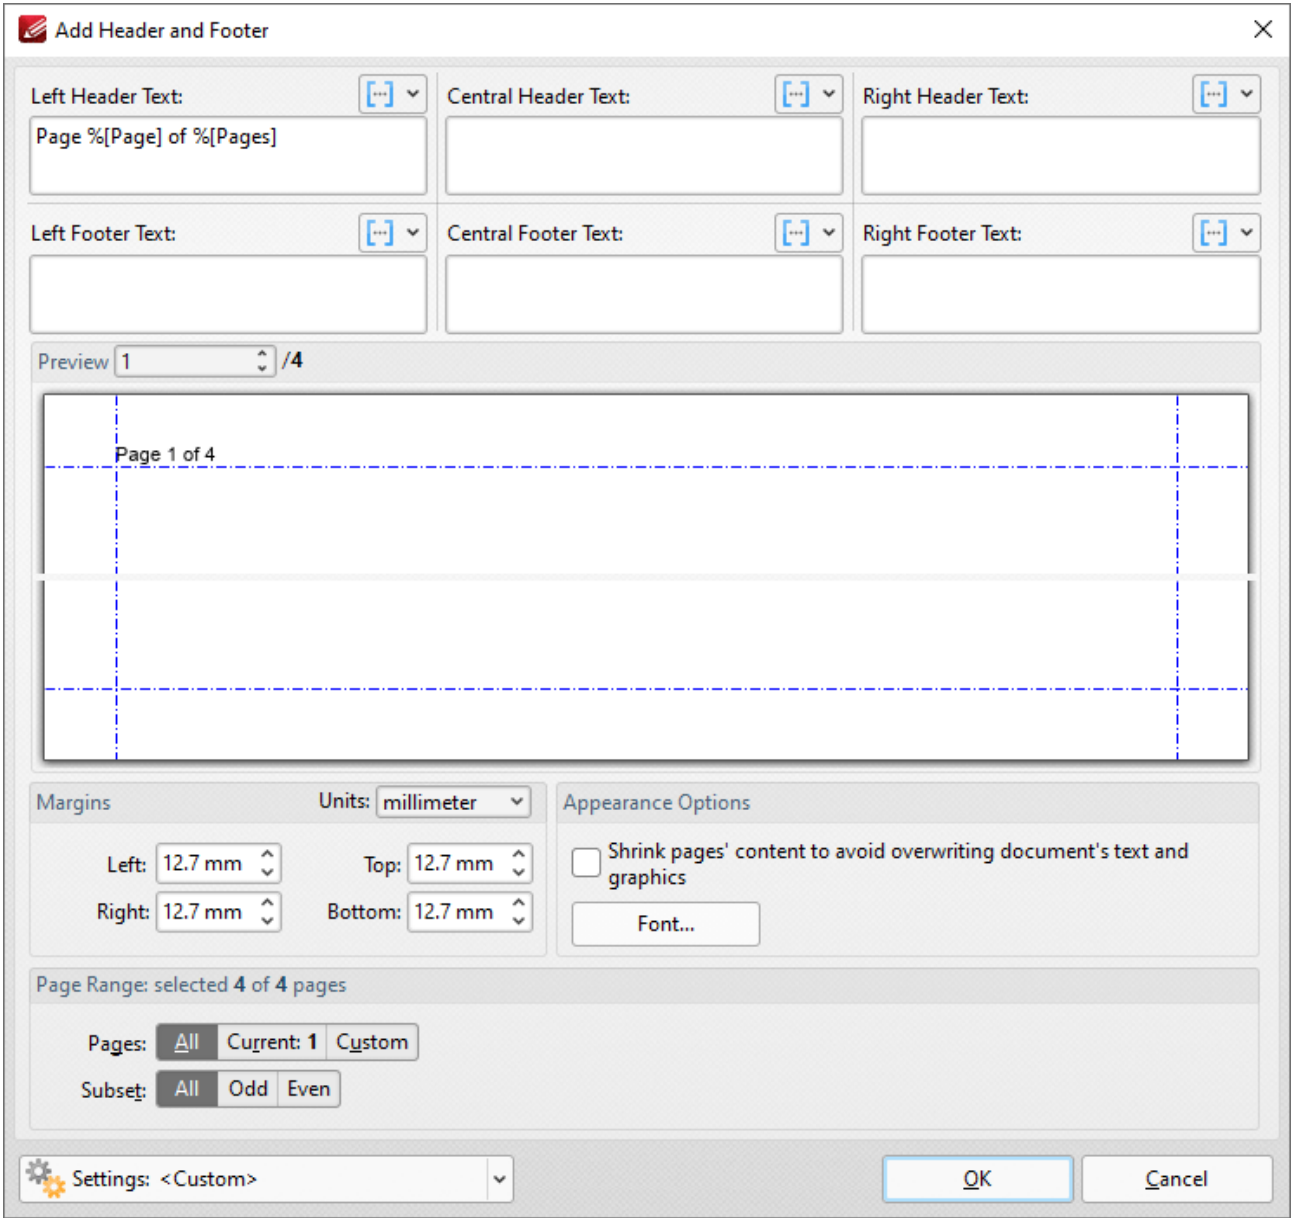 Add Header and Footer
Left Header Text:
Central Header Text:
Right Header Text:
Page %[Page] of %[Pages]
Left Footer Text:
Central Footer Text:
Right Footer Text:
Preview 1 /4
Page 1 of 4
Margins
Units: millimeter
Left: 12.7 mm
Top: 12.7 mm
Right: 12.7 mm
Bottom: 12.7 mm
Appearance Options
Shrink pages' content to avoid overwriting document's text and
graphics
Font...
Page Range: selected 4 of 4 pages
Pages: All Current: 1 Custom
Subset: All Odd Even
Settings: <Custom>
OK
Cancel